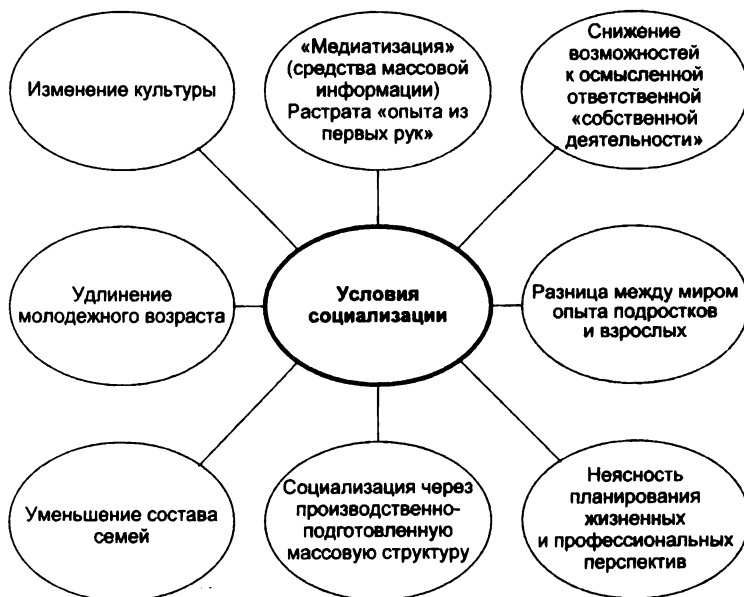 Изменение культуры
«Медиатизация»
(средства массовой
информации)
Растрата «опыта из
первых рук»
Снижение
возможностей
к осмысленной
ответственной
«собственной
деятельности»
Удлинение
молодежного возраста
Условия
социализации
Разница между миром
опыта подростков
и взрослых
Уменьшение состава
семей
Социализация через
производственно-
подготовленную
массовую структуру
Неясность
планирования
жизненных
и профессиональных
перспектив